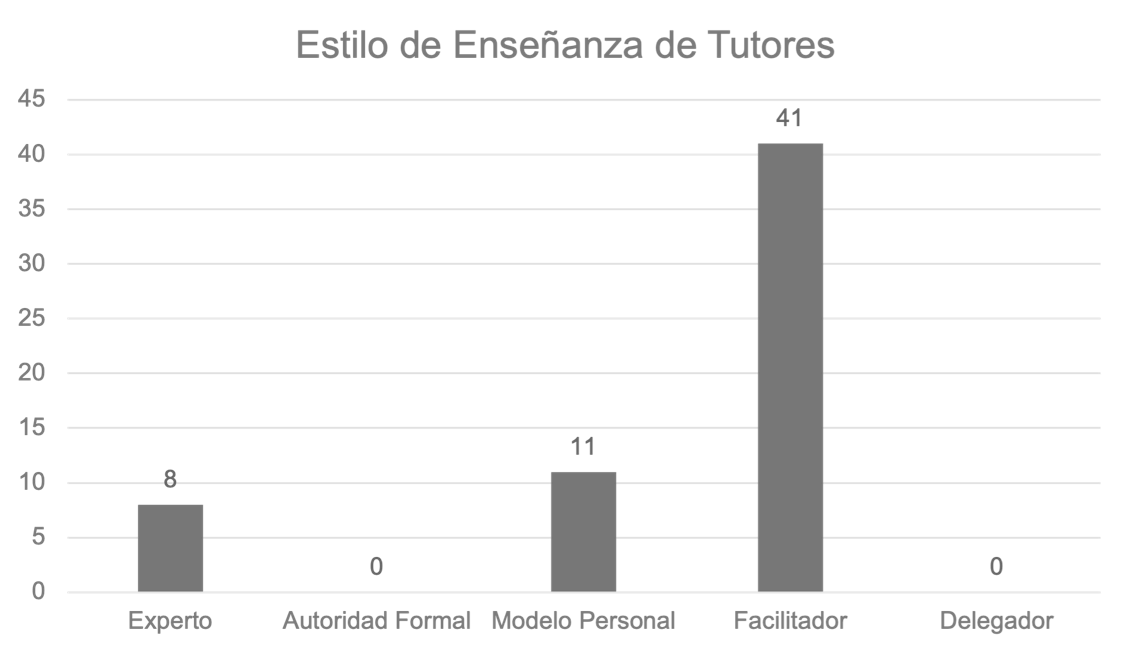 Estilo de Enseñanza de Tutores
45
40
35
30
25
20
15
10
5
0
8
0
11
41
0
Experto
Autoridad Formal
Modelo Personal
Facilitador
Delegador